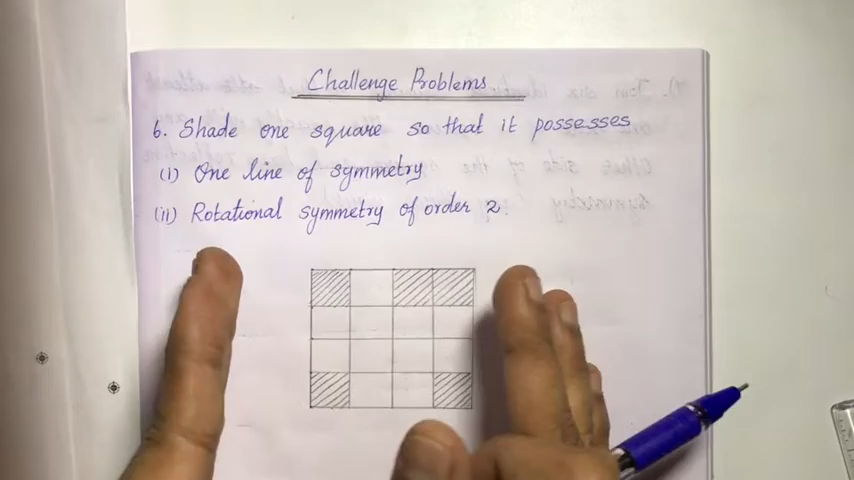 Challenge Problems
6. Shade one square so that it possesses
(i) One line of symmetry
(ii) Rotational symmetry of order 2.